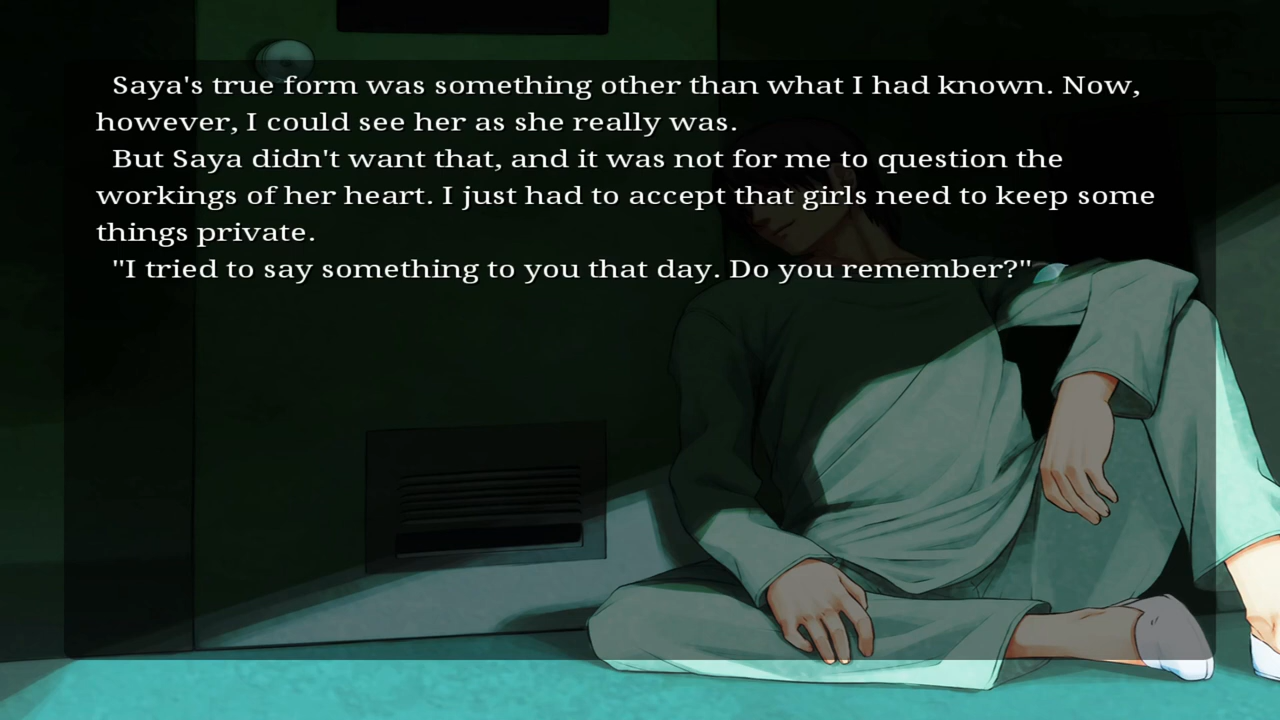 Saya's true form was something other than what I had known. Now,
however, I could see her as she really was.
But Saya didn't want that, and it was not for me to question the
workings of her heart. I just had to accept that girls need to keep some
things private.
"I tried to say something to you that day. Do you remember?"